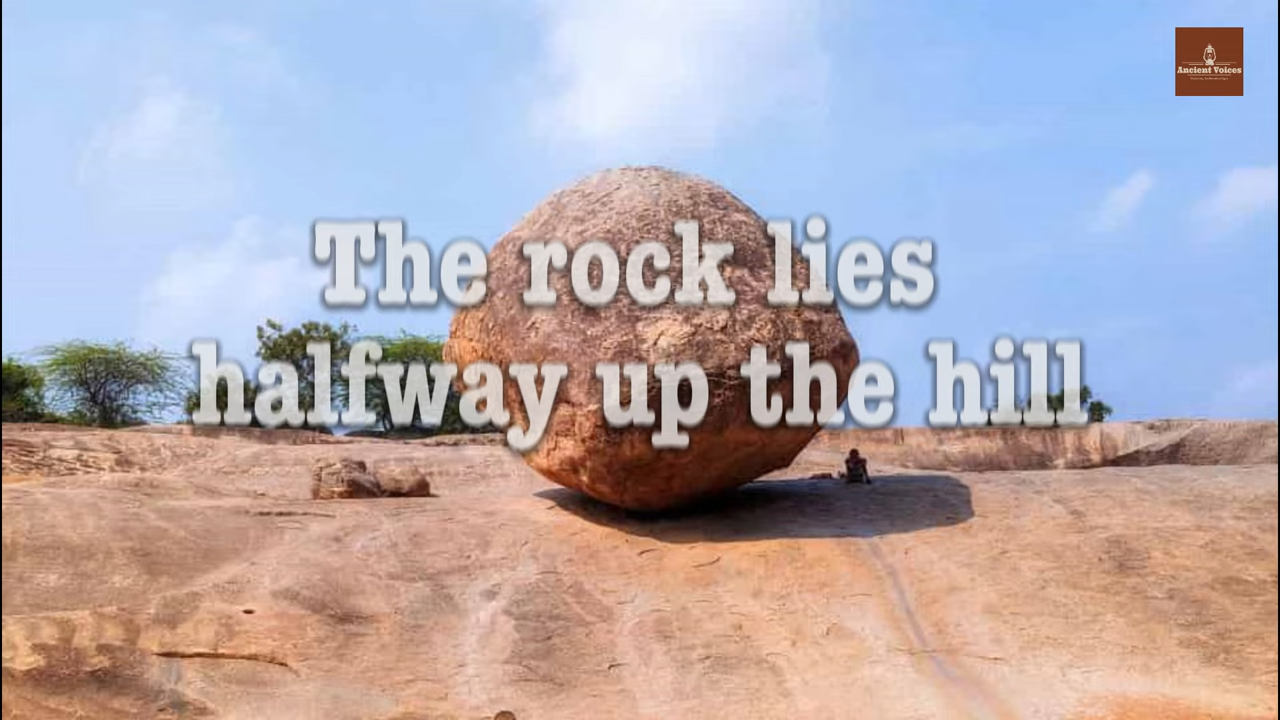 Ancient Voices
The rock lies
halfway up the hill